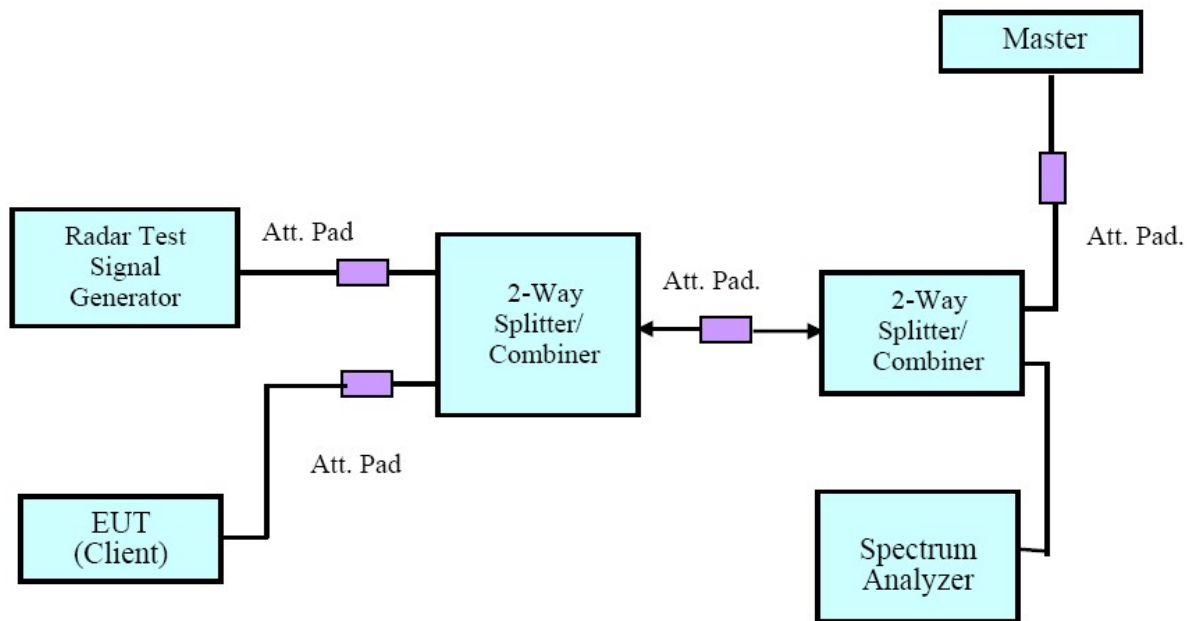 Master
Att. Pad.
Radar Test
Signal
Generator
Att. Pad
2-Way
Splitter/
Combiner
Att. Pad.
2-Way
Splitter/
Combiner
Att. Pad
EUT
(Client)
Spectrum
Analyzer